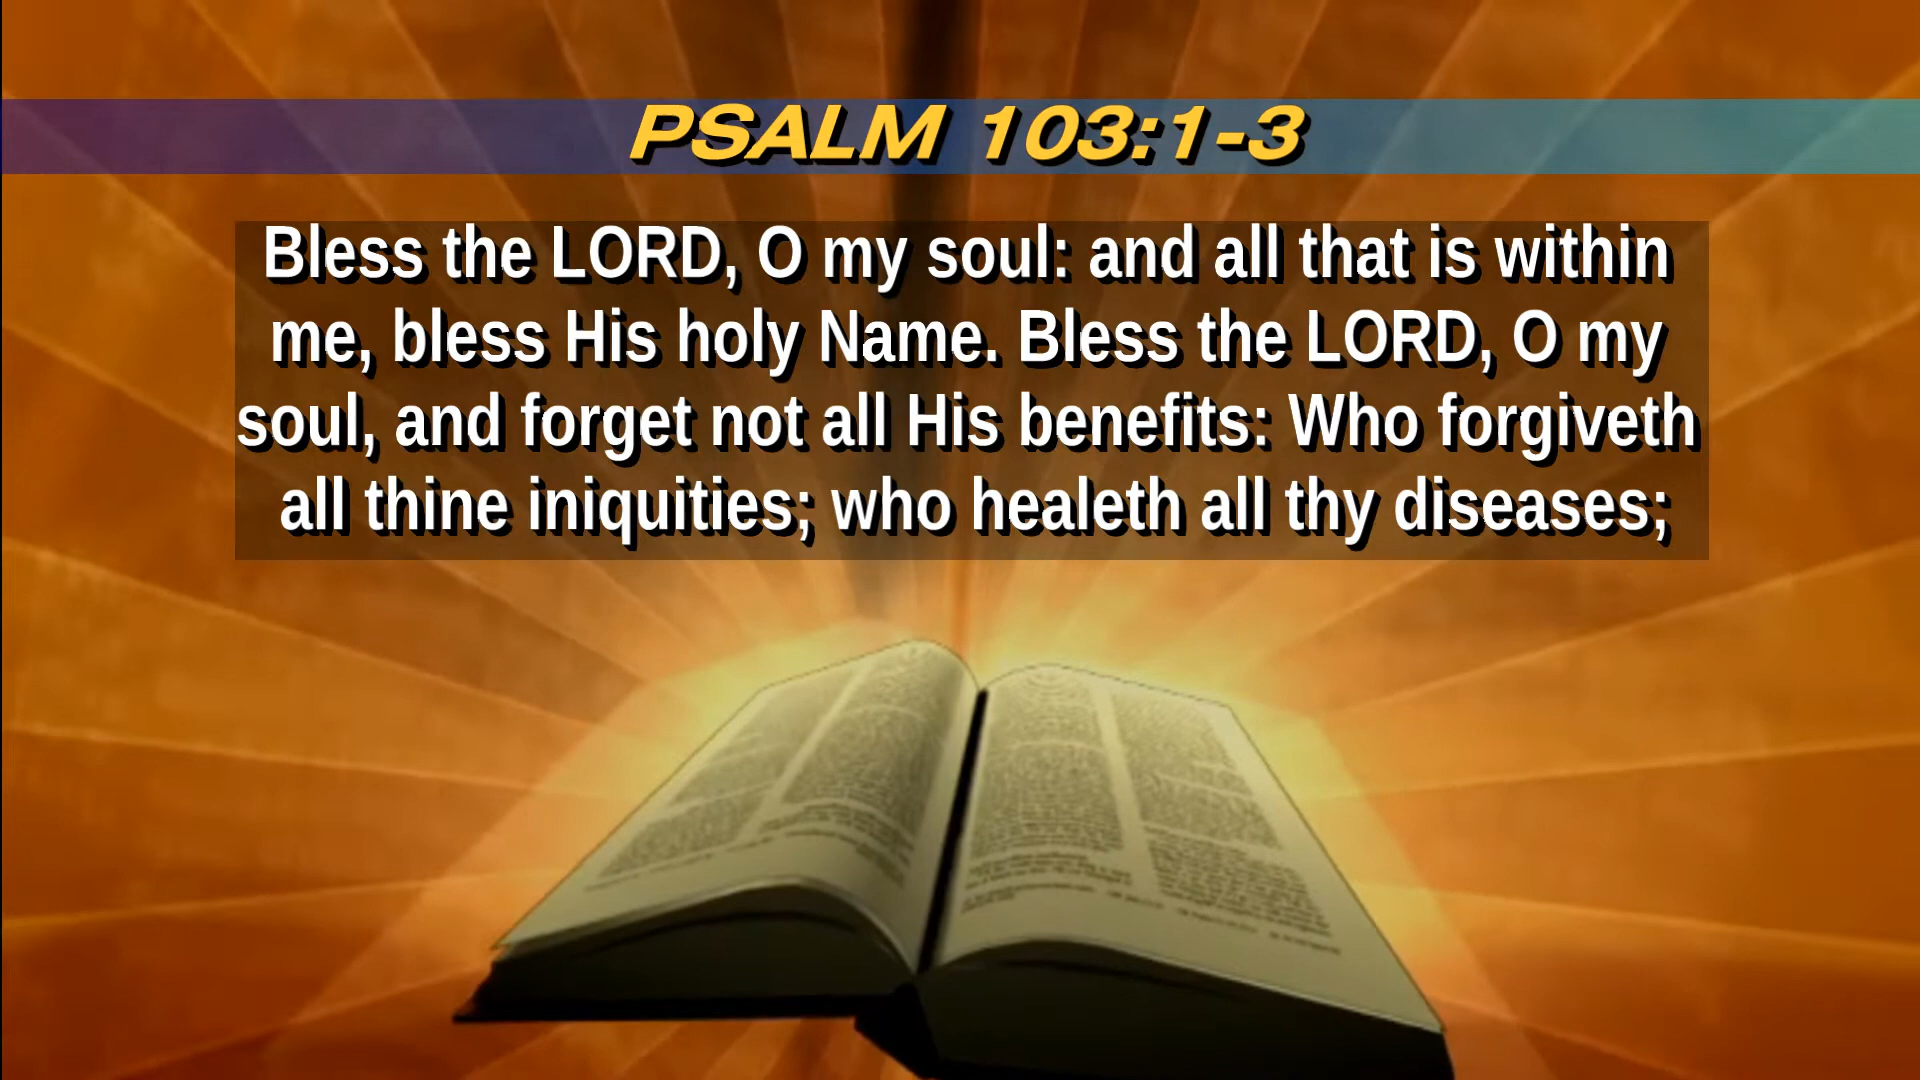 PSALM 103:1-3
Bless the LORD, O my soul: and all that is within
me, bless His holy Name. Bless the LORD, O my
soul, and forget not all His benefits: Who forgiveth
all thine iniquities; who healeth all thy diseases;